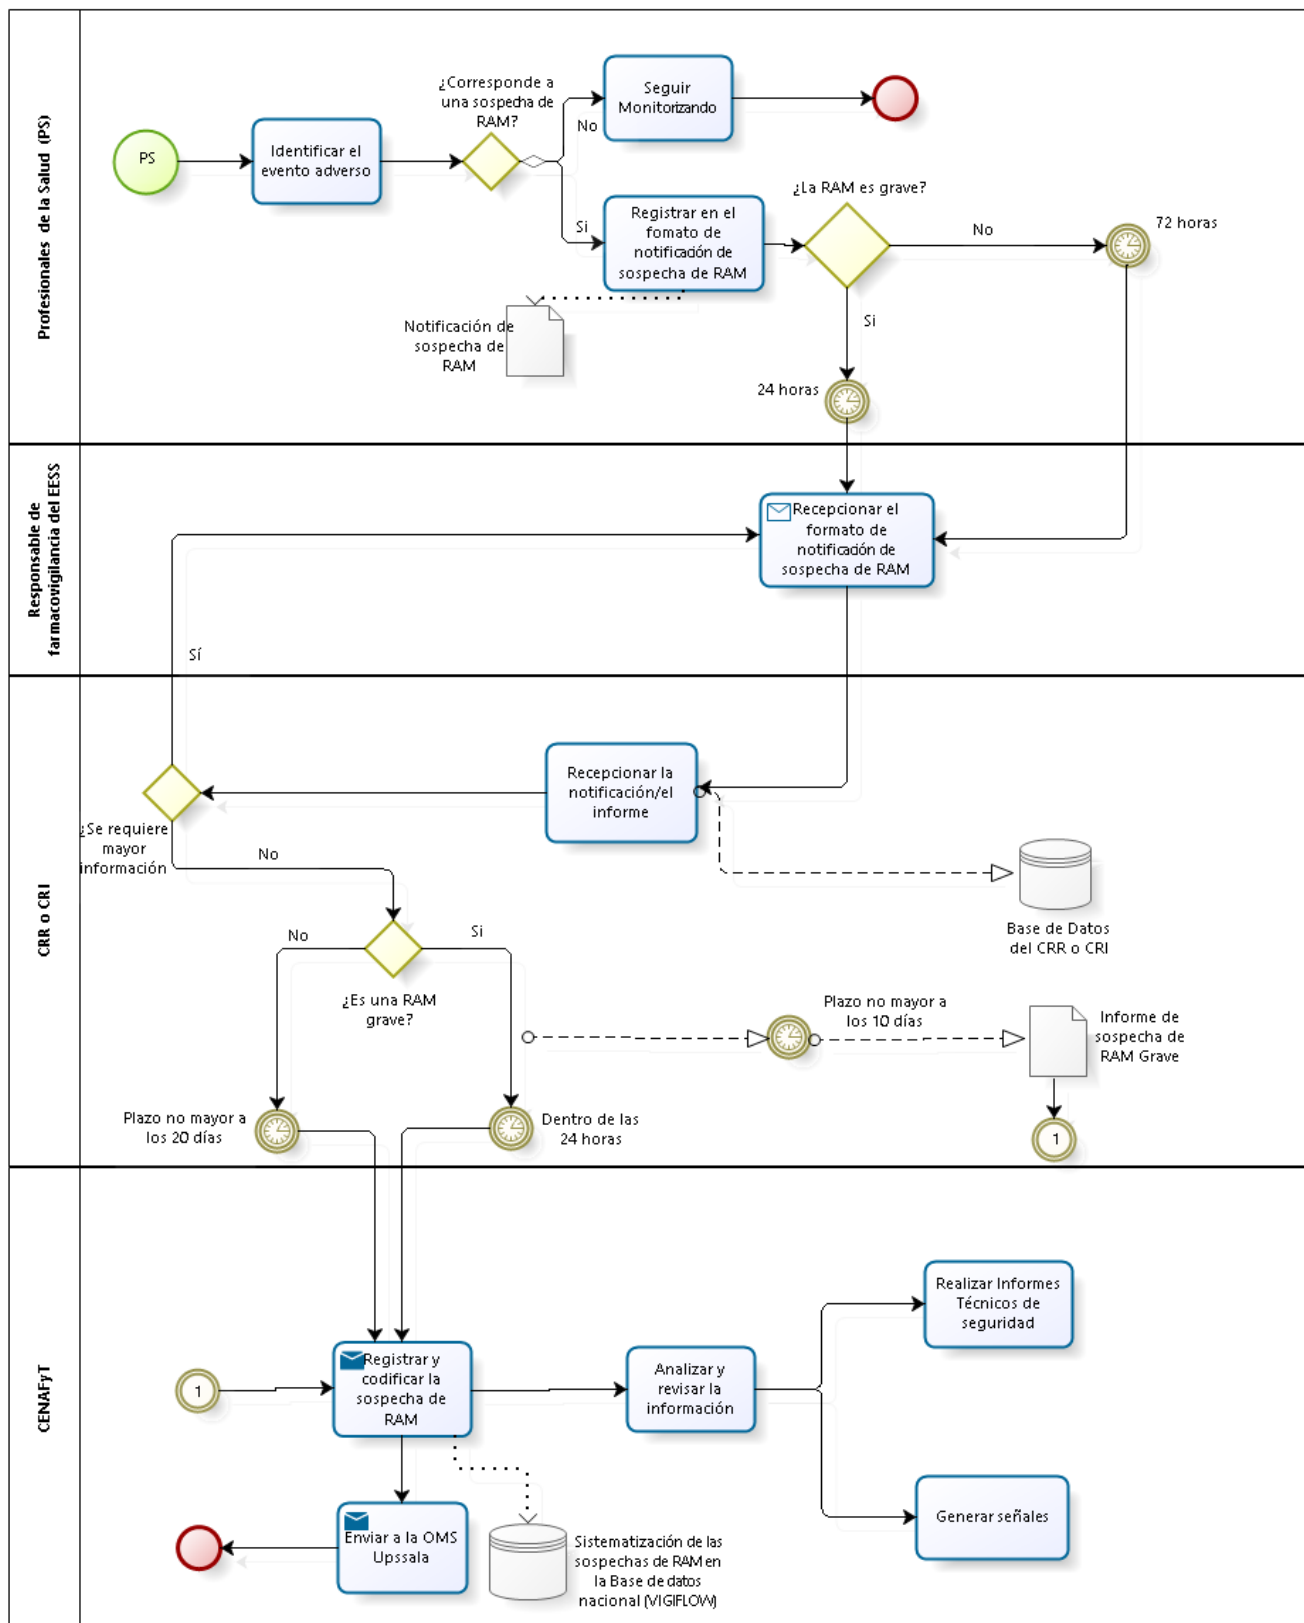 Profesionales de la Salud (PS)
PS
Identificar el
evento adverso
¿Corresponde a
una sospecha de
RAM?
No
Seguir
Monitorizando
Si
Registrar en el
fomato de
notificación de
sospecha de RAM
¿La RAM es grave?
No
72 horas
Si
Notificación de
sospecha de
RAM
24 horas
Responsable de
farmacovigilancia del EESS
Recepcionar el
formato de
notificación de
sospecha de RAM
Sí
CRR o CRI
Recepcionar la
notificación/el
informe
¿Se requiere
mayor
información
No
Base de Datos
del CRR o CRI
No
Si
¿Es una RAM
grave?
Plazo no mayor a
los 10 días
Informe de
sospecha de
RAM Grave
Plazo no mayor a
los 20 días
Dentro de las
24 horas
1
CENAFyT
1
Registrar y
codificar la
sospecha de
RAM
Analizar y
revisar la
información
Realizar Informes
Técnicos de
seguridad
Generar señales
Enviar a la OMS
Upssala
Sistematización de las
sospechas de RAM en
la Base de datos
nacional (VIGIFLOW)